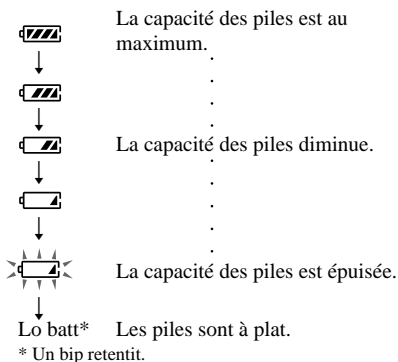 La capacité des piles est au
maximum.
La capacité des piles diminue.
La capacité des piles est épuisée.
Lo batt* Les piles sont à plat.
* Un bip retentit.